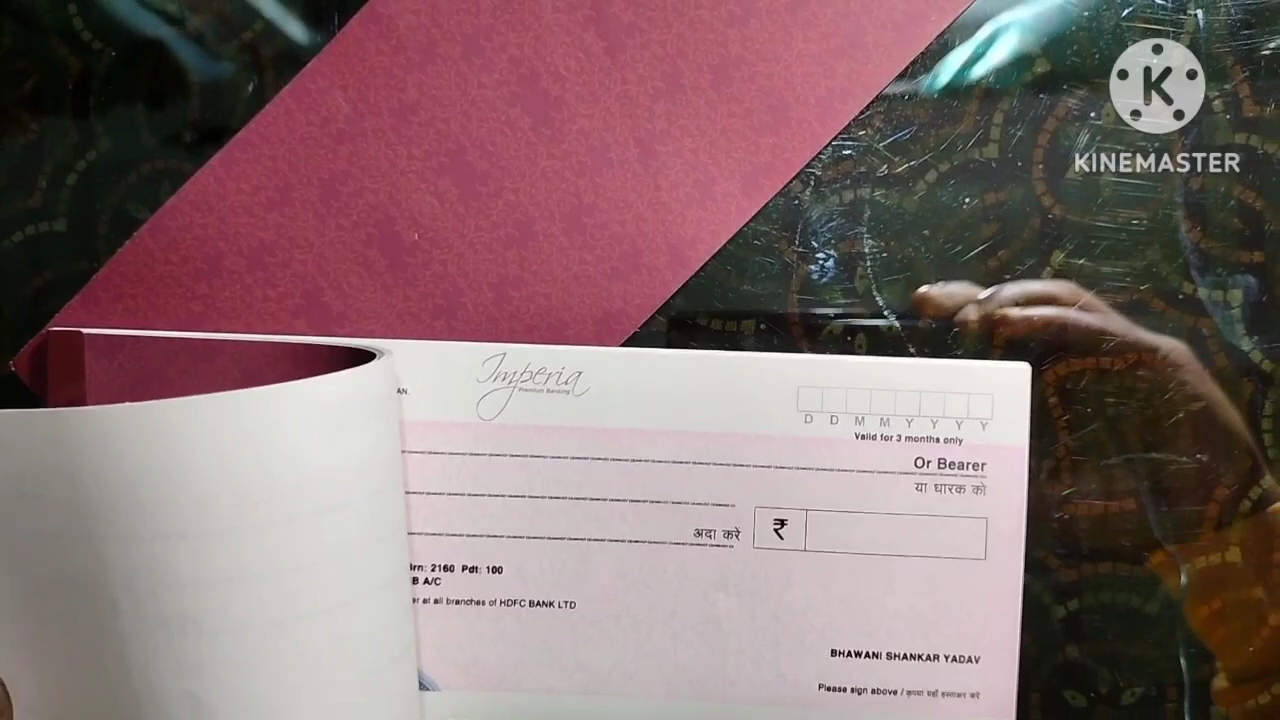 K
KINEMASTER
AN.
Imperia
Premium Banking
D D M M Y Y Y Y
Valid for 3 months only
Or Bearer
या धारक को
अदा करें
₹
Brn: 2160 Pdt: 100
B A/C
er at all branches of HDFC BANK LTD
BHAWANI SHANKAR YADAV
Please sign above / कृपया यहाँ हस्ताक्षर करें